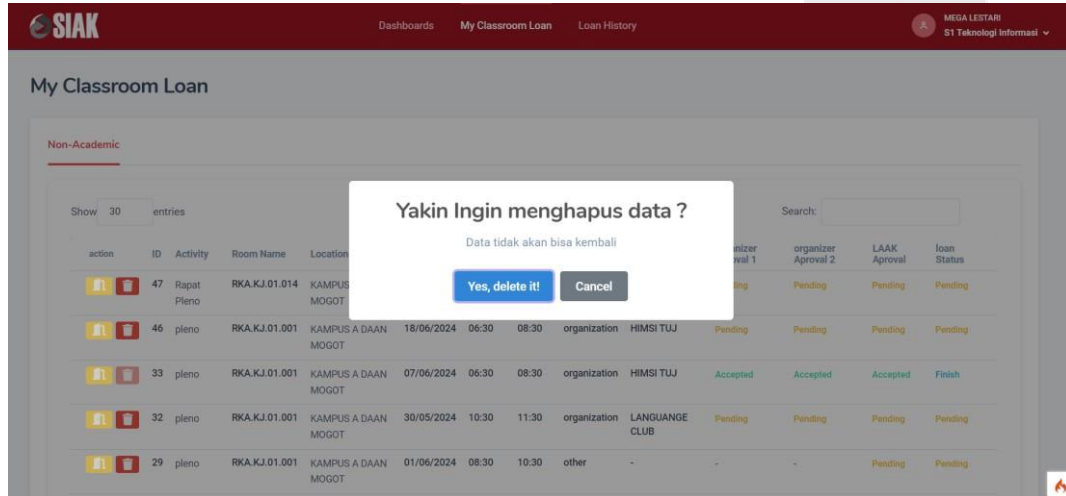 SIAK
Dashboards My Classroom Loan Loan History
MEGA LESTARI
S1 Teknologi Informasi
My Classroom Loan
Non-Academic
Show 30 entries
Search:
Yakin Ingin menghapus data ?
Data tidak akan bisa kembali
Yes, delete it! Cancel
action ID Activity Room Name Location organizer Aproval 2 LAAK Aproval loan Status
47 Rapat Pleno RKA.KJ.01.014 KAMPUS MOGOT Pending Pending Pending
46 pleno RKA.KJ.01.001 KAMPUS A DAAN MOGOT 18/06/2024 06:30 08:30 organization HIMSI TUJ Pending Pending Pending Pending
33 pleno RKA.KJ.01.001 KAMPUS A DAAN MOGOT 07/06/2024 06:30 08:30 organization HIMSI TUJ Accepted Accepted Accepted Finish
32 pleno RKA.KJ.01.001 KAMPUS A DAAN MOGOT 30/05/2024 10:30 11:30 organization LANGUANGE CLUB Pending Pending Pending Pending
29 pleno RKA.KJ.01.001 KAMPUS A DAAN MOGOT 01/06/2024 08:30 10:30 other - - - Pending Pending